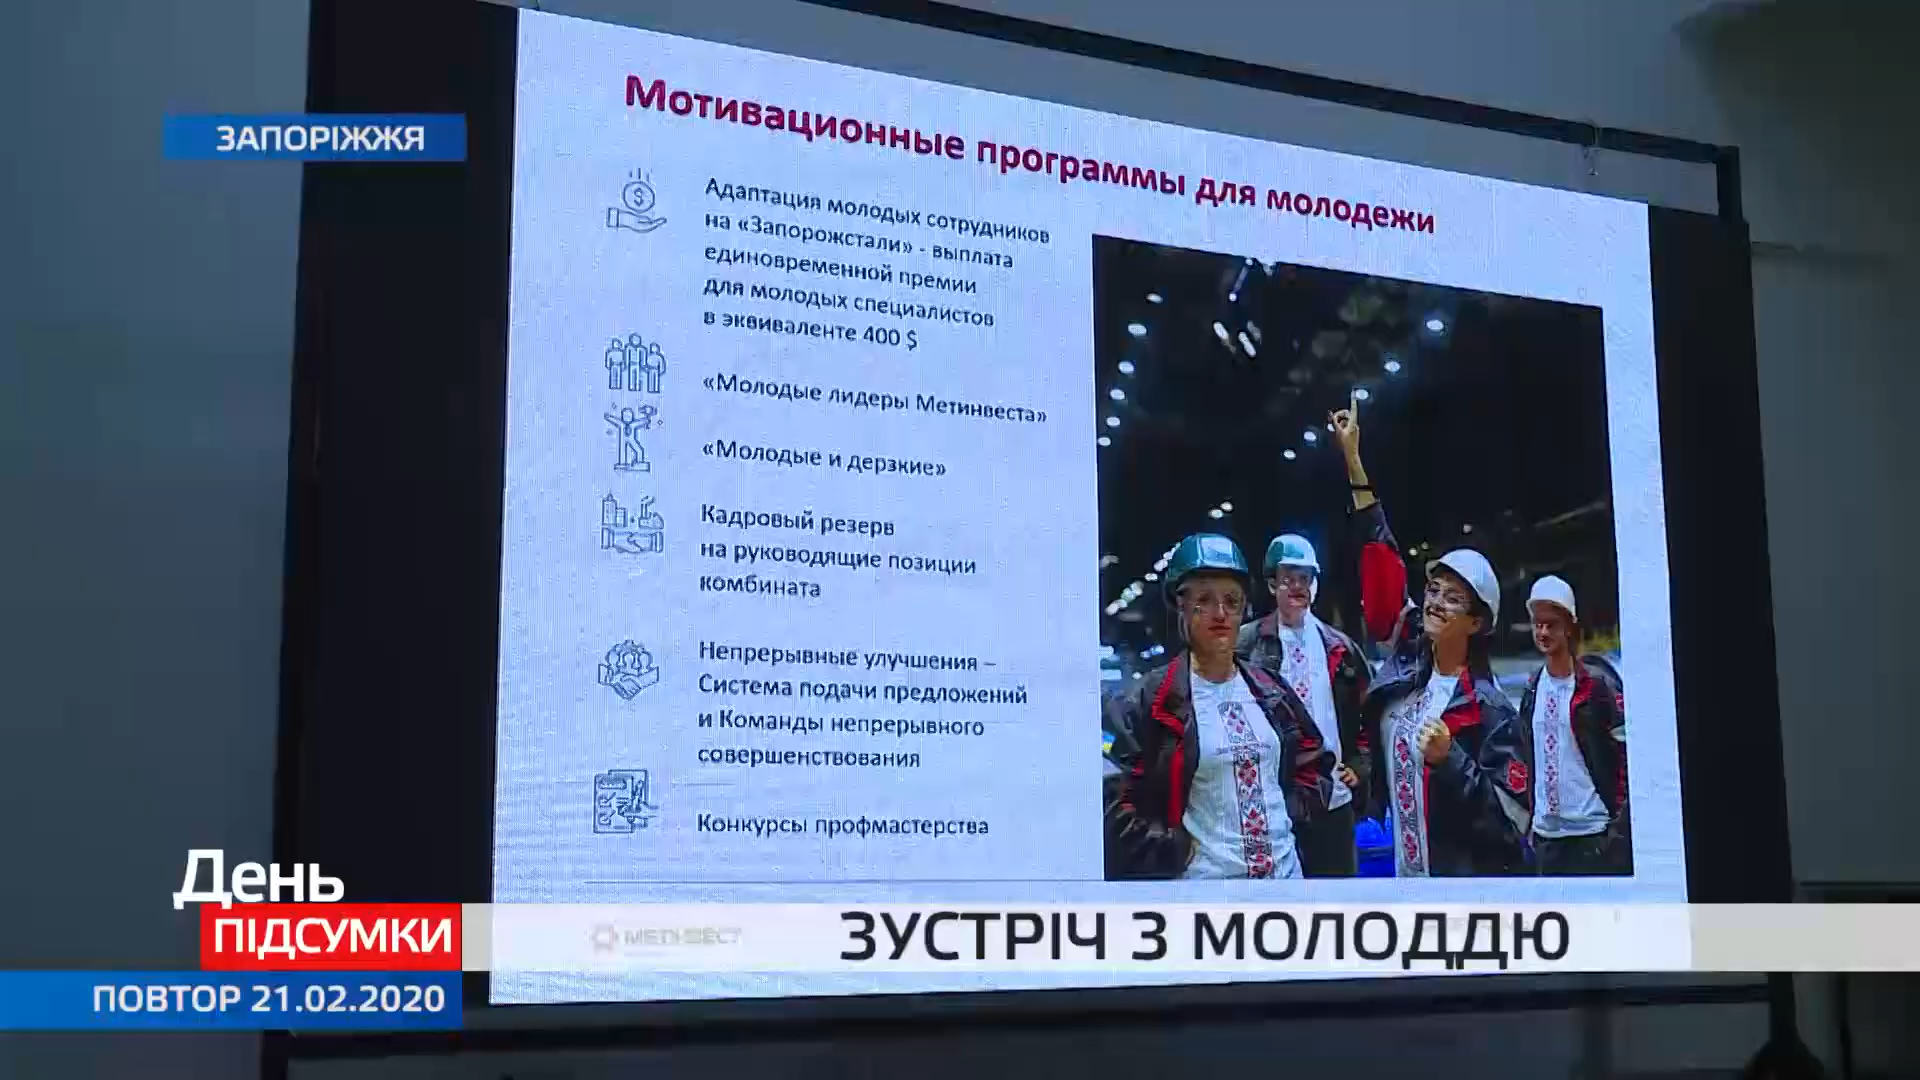 ЗАПОРІЖЖЯ
Мотивационные программы для молодежи
Адаптация молодых сотрудников
на «Запорожстали» - выплата
единовременной премии
для молодых специалистов
в эквиваленте 400 $
«Молодые лидеры Метинвеста»
«Молодые и дерзкие»
Кадровый резерв
на руководящие позиции
комбината
Непрерывные улучшения –
Система подачи предложений
и Команды непрерывного
совершенствования
Конкурсы профмастерства
МЕТІНВЕСТ
День
ПІДСУМКИ
ЗУСТРІЧ З МОЛОДДЮ
ПОВТОР 21.02.2020